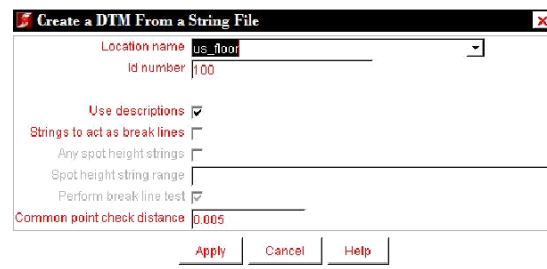 Create a DTM From a String File
Location name us_floor
Id number 100
Use descriptions
Strings to act as break lines
Any spot height strings
Spot height string range
Perform break line test
Common point check distance 0.005
Apply Cancel Help